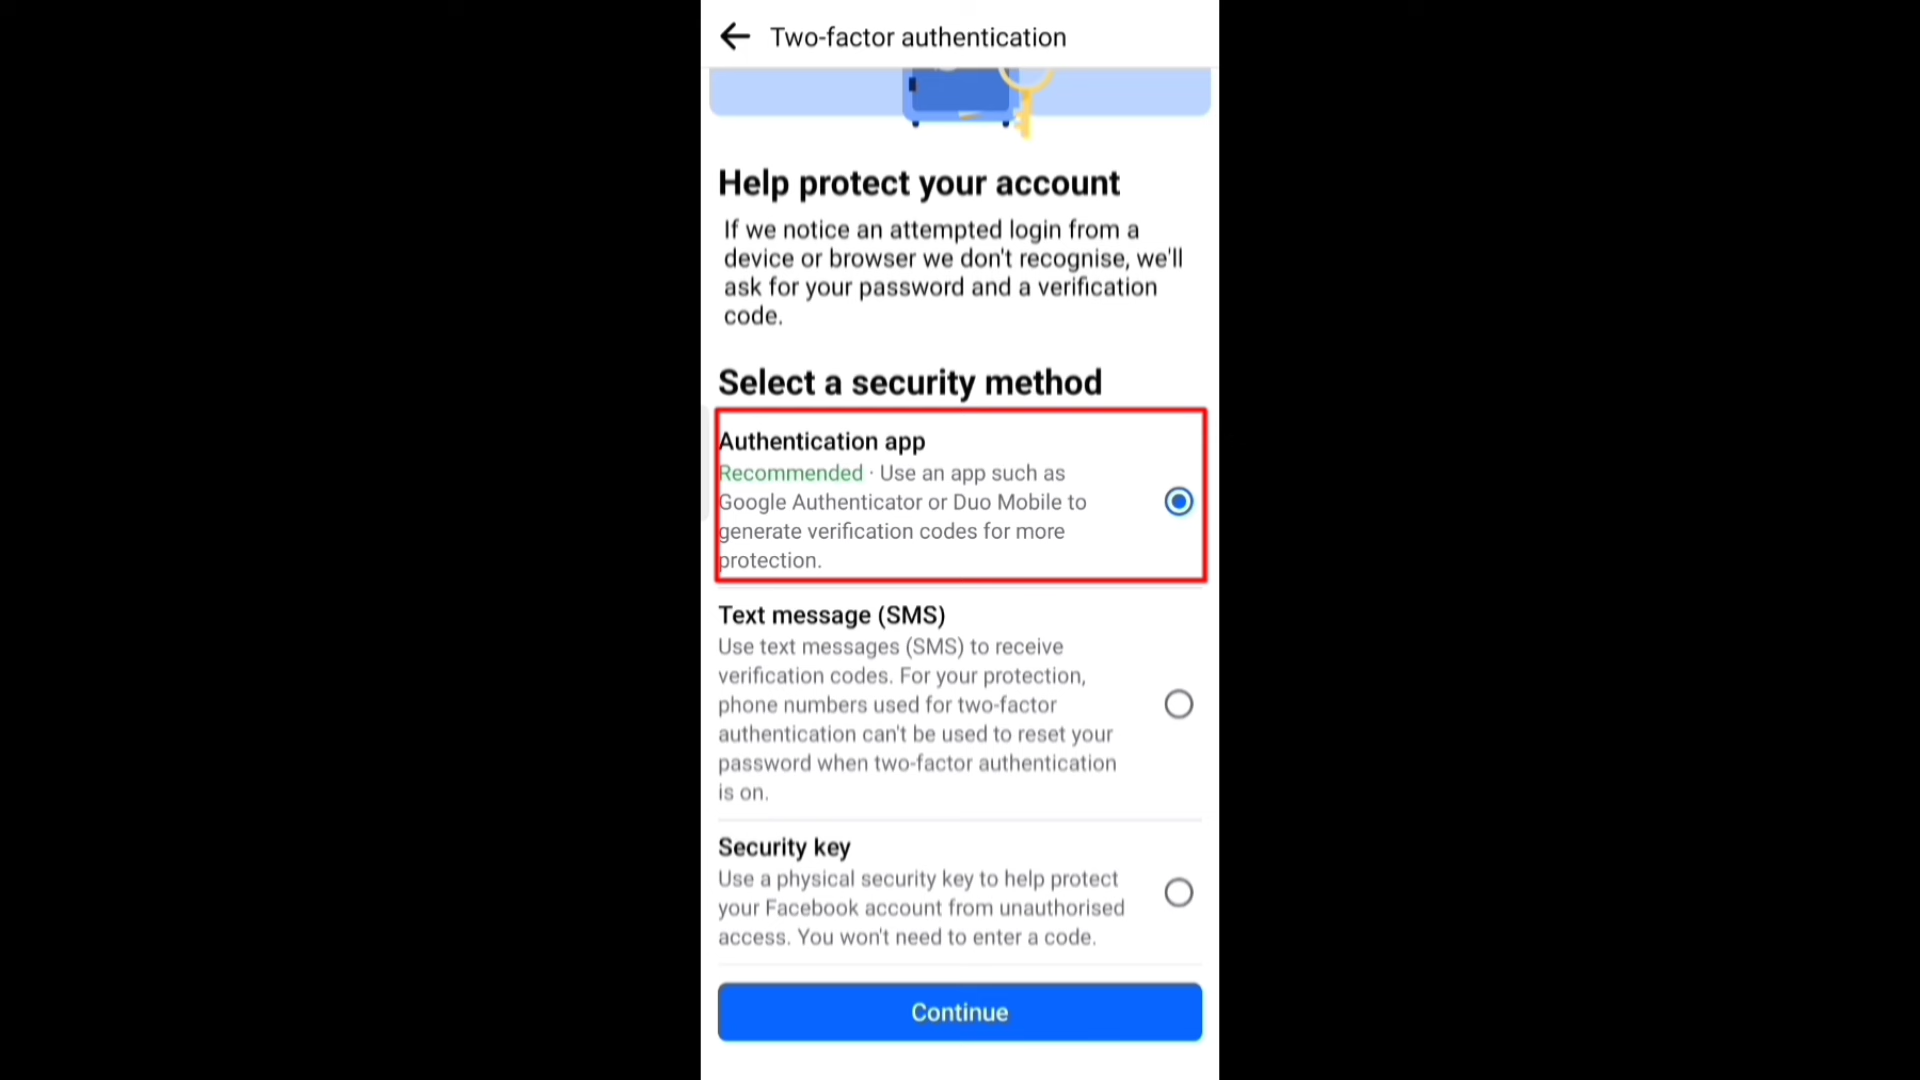 Two-factor authentication
Help protect your account
If we notice an attempted login from a
device or browser we don't recognise, we'll
ask for your password and a verification
code.
Select a security method
Authentication app
Recommended · Use an app such as
Google Authenticator or Duo Mobile to
generate verification codes for more
protection.
Text message (SMS)
Use text messages (SMS) to receive
verification codes. For your protection,
phone numbers used for two-factor
authentication can't be used to reset your
password when two-factor authentication
is on.
Security key
Use a physical security key to help protect
your Facebook account from unauthorised
access. You won't need to enter a code.
Continue